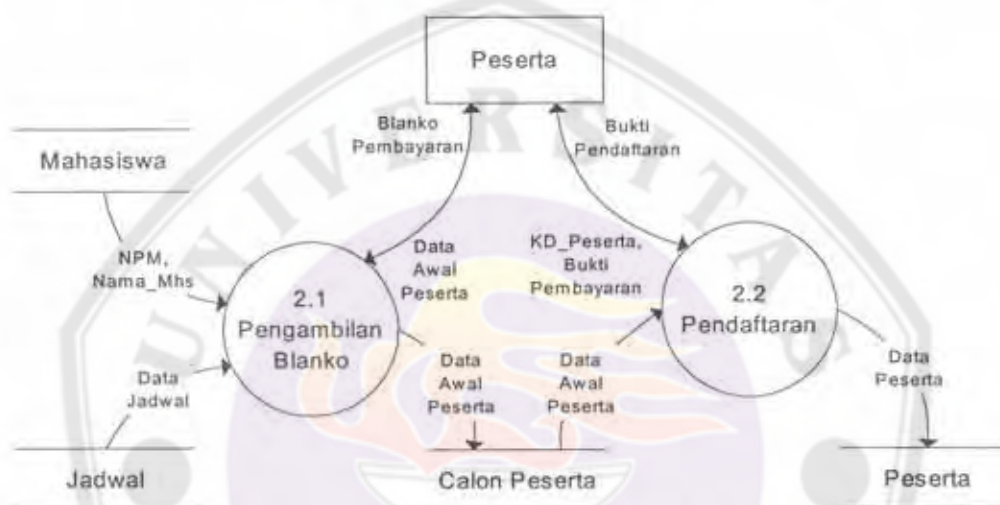 Peserta
Blanko
Pembayaran
Bukti
Pendaftaran
Mahasiswa
NPM,
Nama_Mhs
Data
Awal
Peserta
KD_Peserta,
Bukti
Pembayaran
2.1
Pengambilan
Blanko
2.2
Pendaftaran
Data
Jadwal
Data
Awal
Peserta
Data
Awal
Peserta
Data
Peserta
Jadwal
Calon Peserta
Peserta
UNIVERSITAS